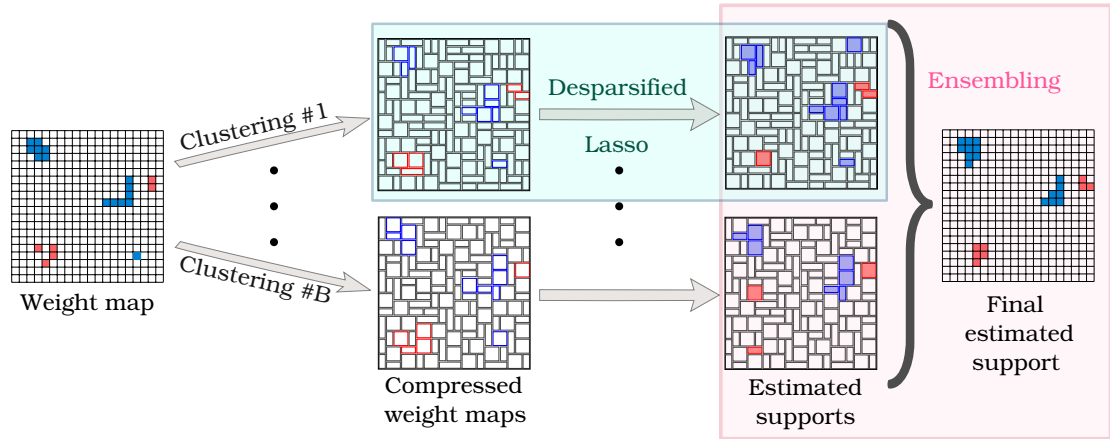 Clustering #1
Desparsified
Lasso
Ensembling
Weight map
Clustering #B
Compressed
weight maps
Estimated
supports
Final
estimated
support